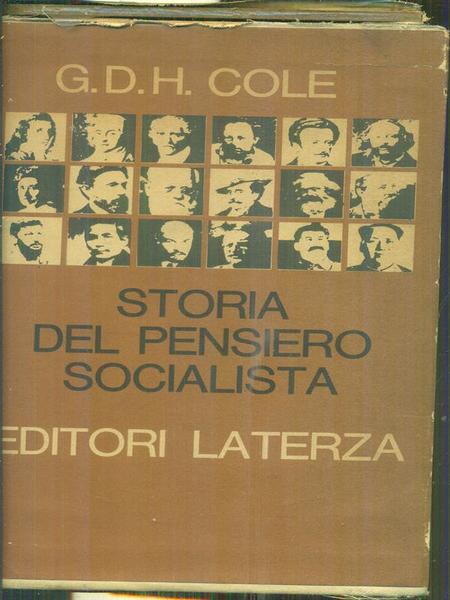 G.D.H. COLE
STORIA
DEL PENSIERO
SOCIALISTA
EDITORI LATERZA